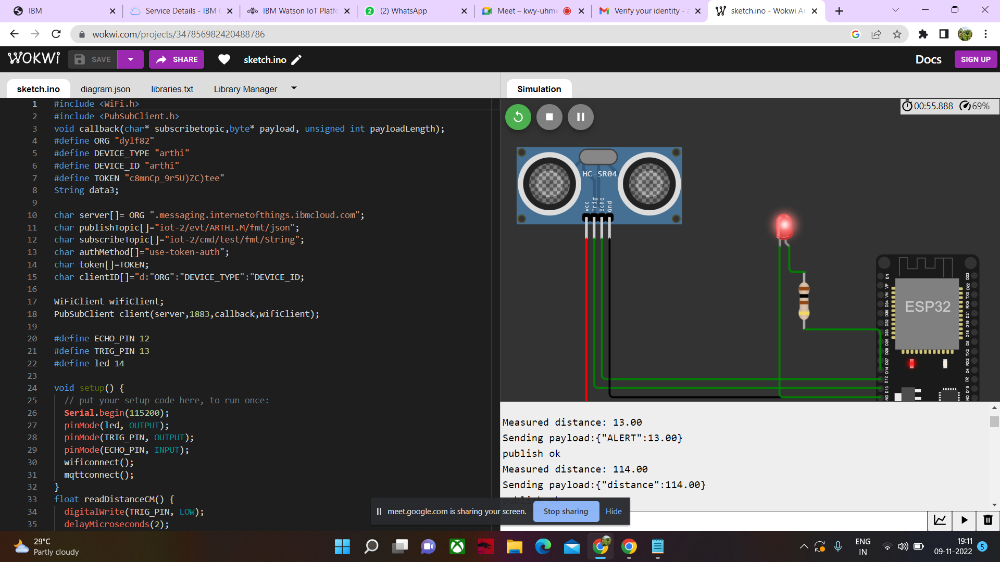 IBM
Service Details - IBM C
IBM Watson IoT Platfo
2 (2) WhatsApp
Meet – kwy-uhmw
Verify your identity - a
sketch.ino - Wokwi Ar
wokwi.com/projects/347856982420488786
WOKWi
SAVE
SHARE
sketch.ino
Docs
SIGN UP
sketch.ino
diagram.json
libraries.txt
Library Manager
Simulation
00:55.888 69%
1 #include <WiFi.h>
2 #include <PubSubClient.h>
3 void callback(char* subscribetopic,byte* payload, unsigned int payloadLength);
4 #define ORG "dylf82"
5 #define DEVICE_TYPE "arthi"
6 #define DEVICE_ID "arthi"
7 #define TOKEN "c8mnCp_9r5U)ZC)tee"
8 String data3;
9
10 char server[]= ORG ".messaging.internetofthings.ibmcloud.com";
11 char publishTopic[]="iot-2/evt/ARTHI.M/fmt/json";
12 char subscribeTopic[]="iot-2/cmd/test/fmt/String";
13 char authMethod[]="use-token-auth";
14 char token[]=TOKEN;
15 char clientID[]="d:"ORG":"DEVICE_TYPE":"DEVICE_ID;
16
17 WiFiClient wifiClient;
18 PubSubClient client(server,1883,callback,wifiClient);
19
20 #define ECHO_PIN 12
21 #define TRIG_PIN 13
22 #define led 14
23
24 void setup() {
25 // put your setup code here, to run once:
26 Serial.begin(115200);
27 pinMode(led, OUTPUT);
28 pinMode(TRIG_PIN, OUTPUT);
29 pinMode(ECHO_PIN, INPUT);
30 wificonnect();
31 mqttconnect();
32 }
33 float readDistanceCM() {
34 digitalWrite(TRIG_PIN, LOW);
35 delayMicroseconds(2);
HC-SR04
Vcc
Trig
Echo
Gnd
ESP32
EN
VP
VN
D34
D35
D32
D33
D25
D26
D27
D14
D12
D13
GND
D23
D22
TX0
RX0
D21
D19
D18
D5
TX2
RX2
D4
D2
D15
GND
Measured distance: 13.00
Sending payload:{"ALERT":13.00}
publish ok
Measured distance: 114.00
Sending payload:{"distance":114.00}
publish ok
meet.google.com is sharing your screen.
Stop sharing
Hide
29°C
Partly cloudy
ENG
IN
19:11
09-11-2022
5